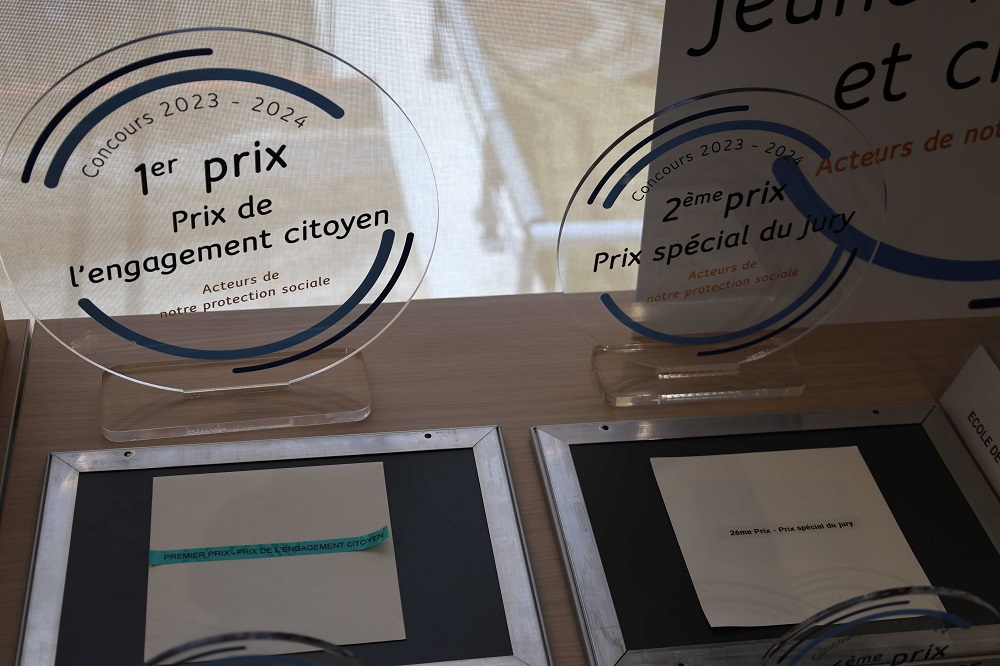 Concours 2023 - 2024
1er prix
Prix de
l'engagement citoyen
Acteurs de
notre protection sociale
Concours 2023 - 2024
2ème prix
Prix spécial du jury
Acteurs de
notre protection sociale
et
Acteurs de
PREMIER PRIX - PRIX DE L'ENGAGEMENT CITOYEN
2ème Prix - Prix spécial du jury
ECOLE DE
ème prix